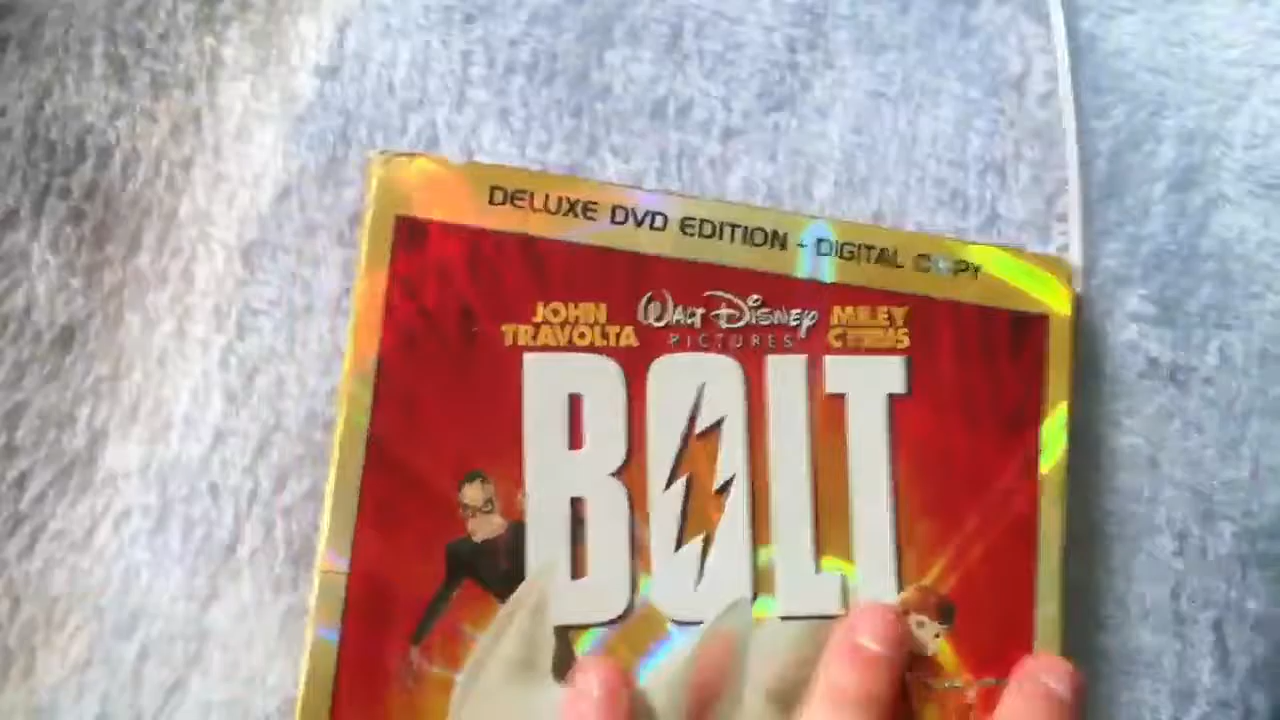 DELUXE DVD EDITION - DIGITAL COPY
JOHN TRAVOLTA
WALT DISNEY
PICTURES
MILEY CYRUS
BOLT